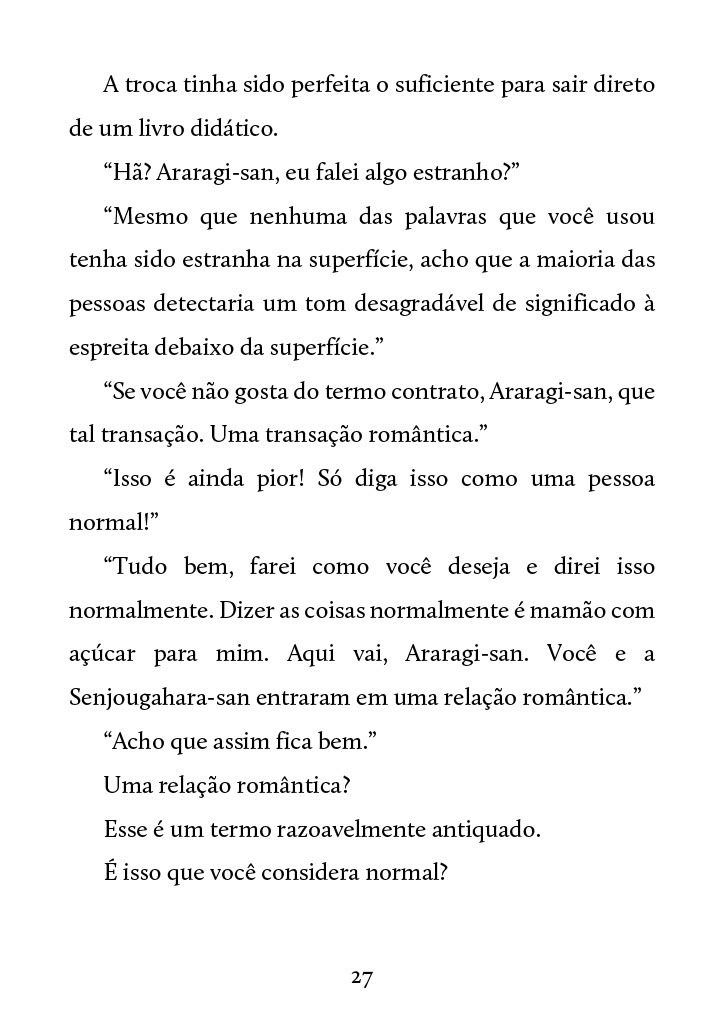 A troca tinha sido perfeita o suficiente para sair direto
de um livro didático.
“Hã? Araragi-san, eu falei algo estranho?”
“Mesmo que nenhuma das palavras que você usou
tenha sido estranha na superfície, acho que a maioria das
pessoas detectaria um tom desagradável de significado à
espreita debaixo da superfície.”
“Se você não gosta do termo contrato, Araragi-san, que
tal transação. Uma transação romântica.”
“Isso é ainda pior! Só diga isso como uma pessoa
normal!”
“Tudo bem, farei como você deseja e direi isso
normalmente. Dizer as coisas normalmente é mamão com
açúcar para mim. Aqui vai, Araragi-san. Você e a
Senjougahara-san entraram em uma relação romântica.”
“Acho que assim fica bem.”
Uma relação romântica?
Esse é um termo razoavelmente antiquado.
É isso que você considera normal?
27